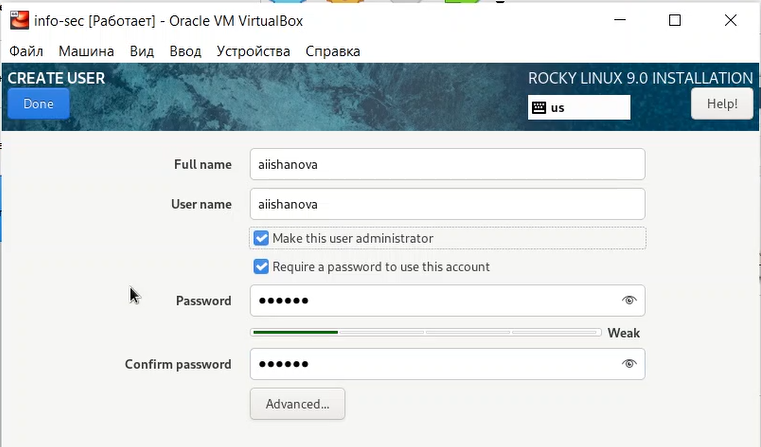 info-sec [Работает] - Oracle VM VirtualBox
Файл Машина Вид Ввод Устройства Справка
CREATE USER
ROCKY LINUX 9.0 INSTALLATION
Done
us
Help!
Full name
aiishanova
User name
aiishanova
Make this user administrator
Require a password to use this account
Password
••••••
Weak
Confirm password
••••••
Advanced...